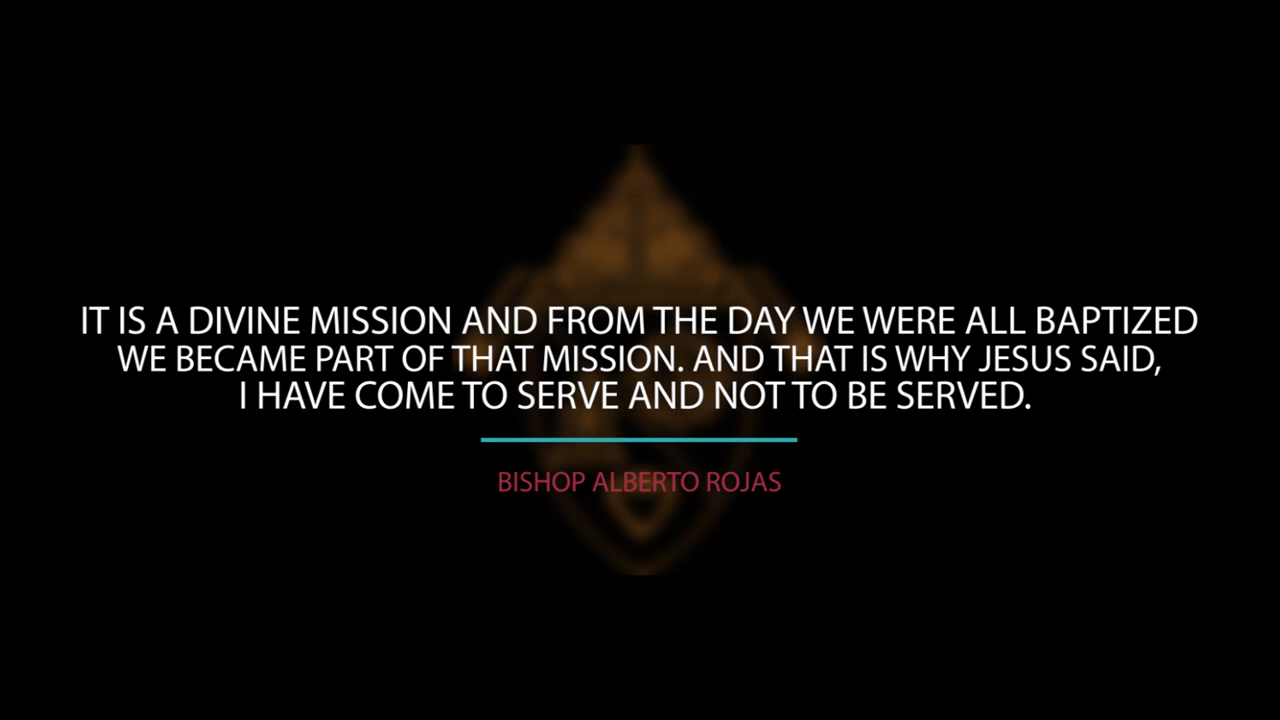 IT IS A DIVINE MISSION AND FROM THE DAY WE WERE ALL BAPTIZED
WE BECAME PART OF THAT MISSION. AND THAT IS WHY JESUS SAID,
I HAVE COME TO SERVE AND NOT TO BE SERVED.
BISHOP ALBERTO ROJAS